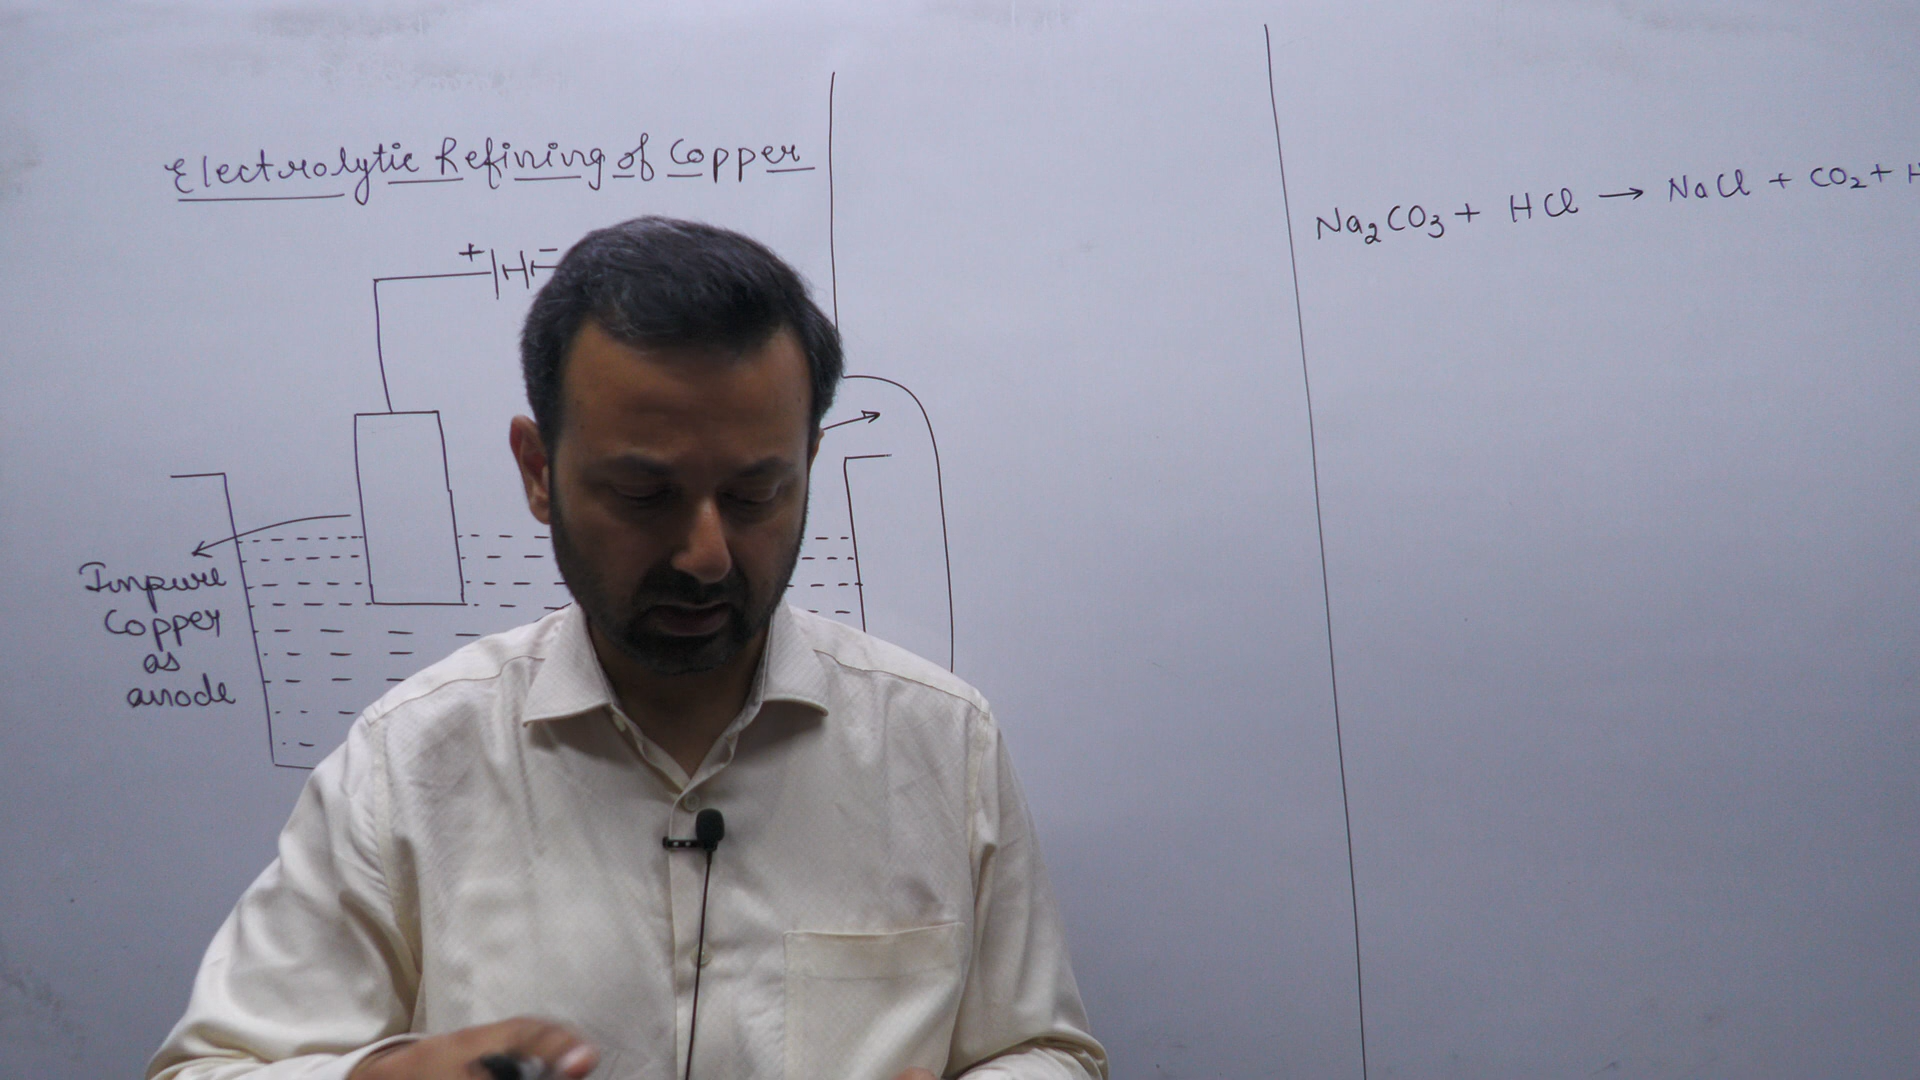 Electrolytic Refining of Copper
+ -
Impure
Copper
as
anode
Na₂CO₃ + HCl → NaCl + CO₂ + H